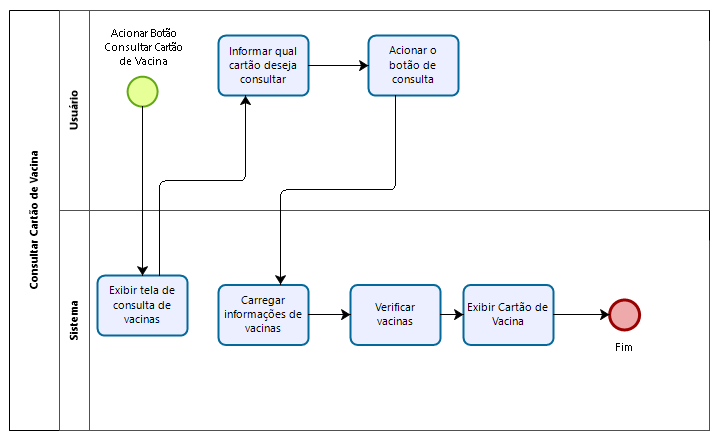 Consultar Cartão de Vacina
Usuário
Acionar Botão
Consultar Cartão
de Vacina
Informar qual
cartão deseja
consultar
Acionar o
botão de
consulta
Sistema
Exibir tela de
consulta de
vacinas
Carregar
informações de
vacinas
Verificar
vacinas
Exibir Cartão de
Vacina
Fim